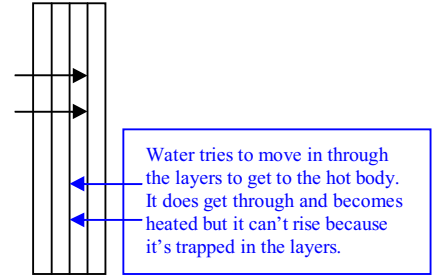 Water tries to move in through
the layers to get to the hot body.
It does get through and becomes
heated but it can't rise because
it's trapped in the layers.